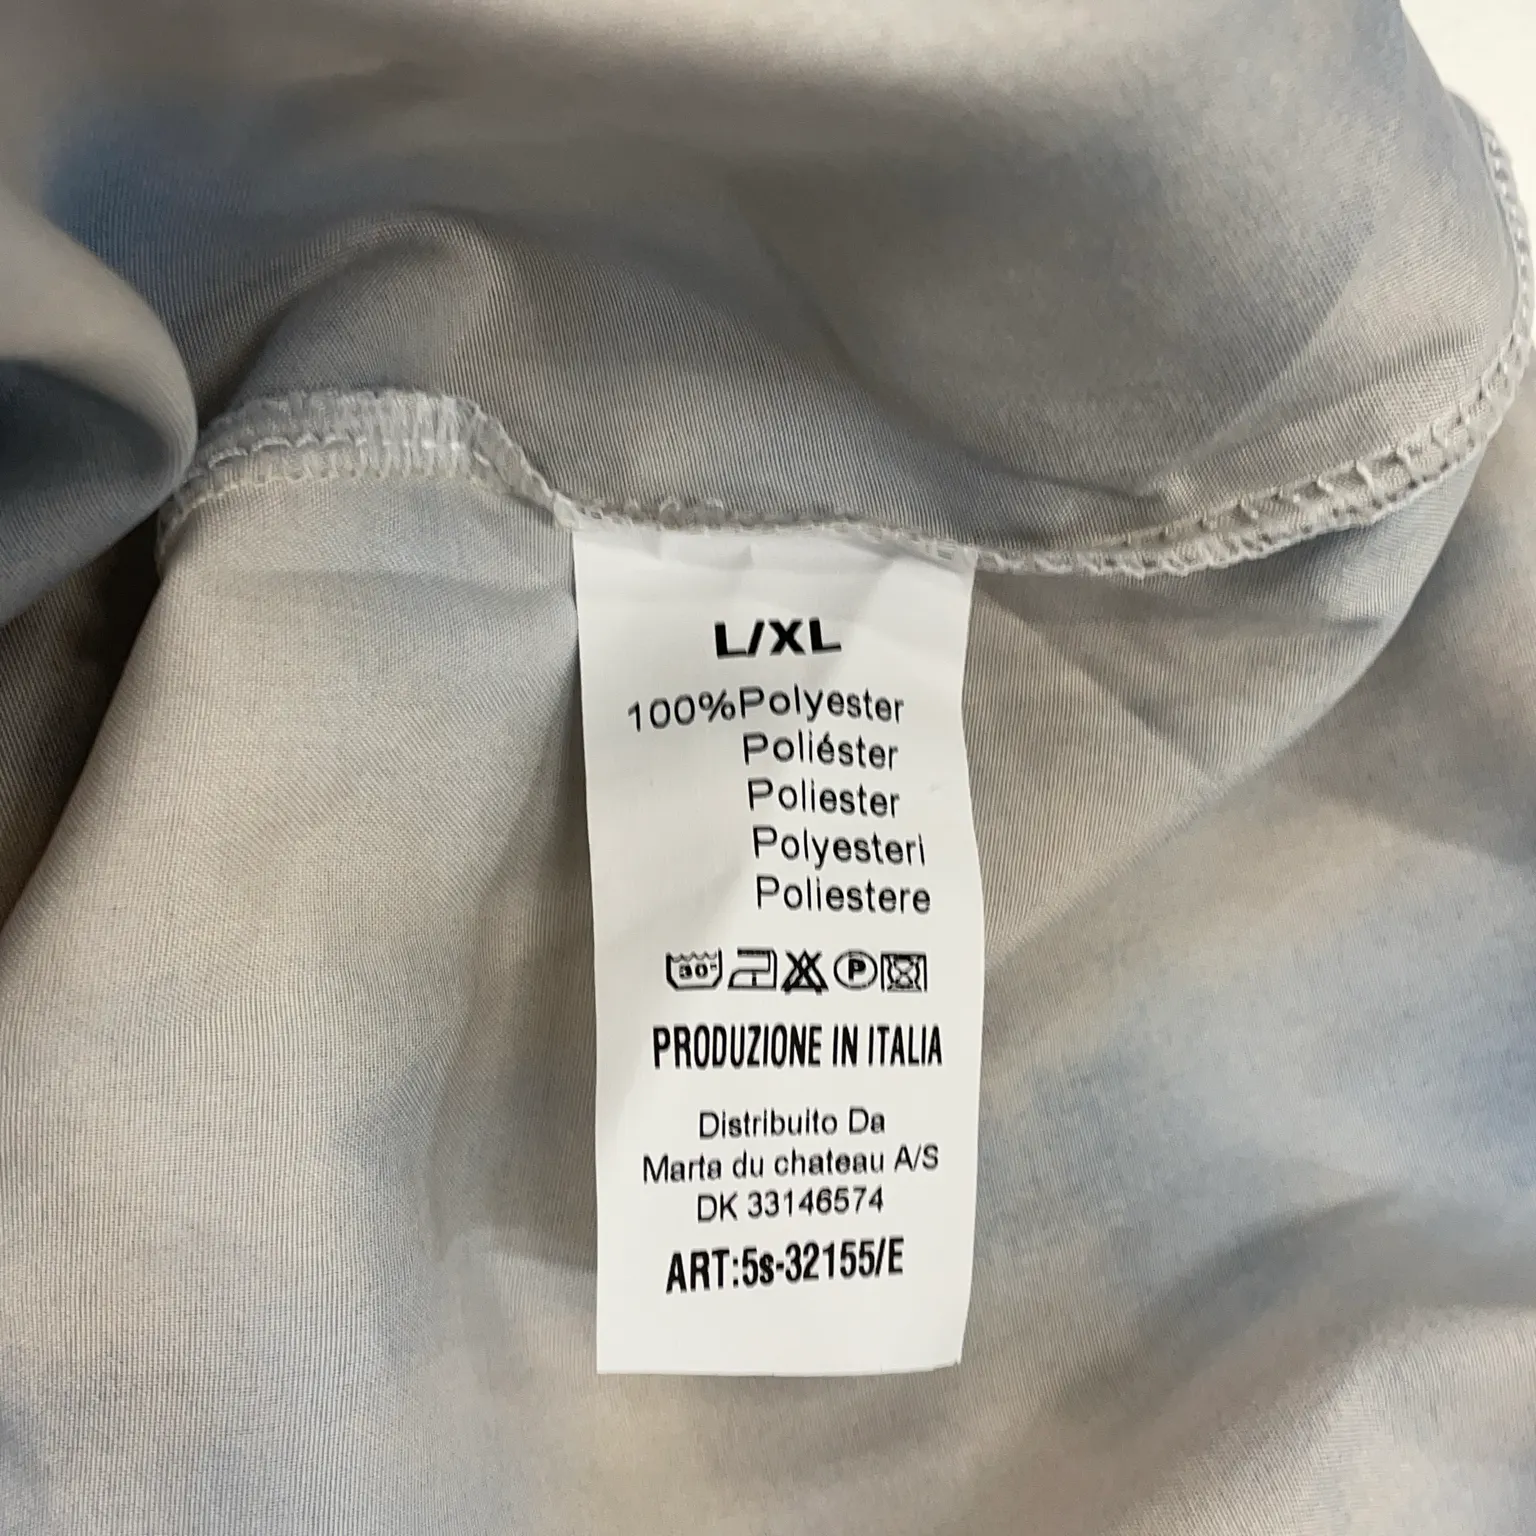 L/XL
100%Polyester
Poliéster
Poliester
Polyesteri
Poliestere
30°
P
PRODUZIONE IN ITALIA
Distribuito Da
Marta du chateau A/S
DK 33146574
ART:5s-32155/E